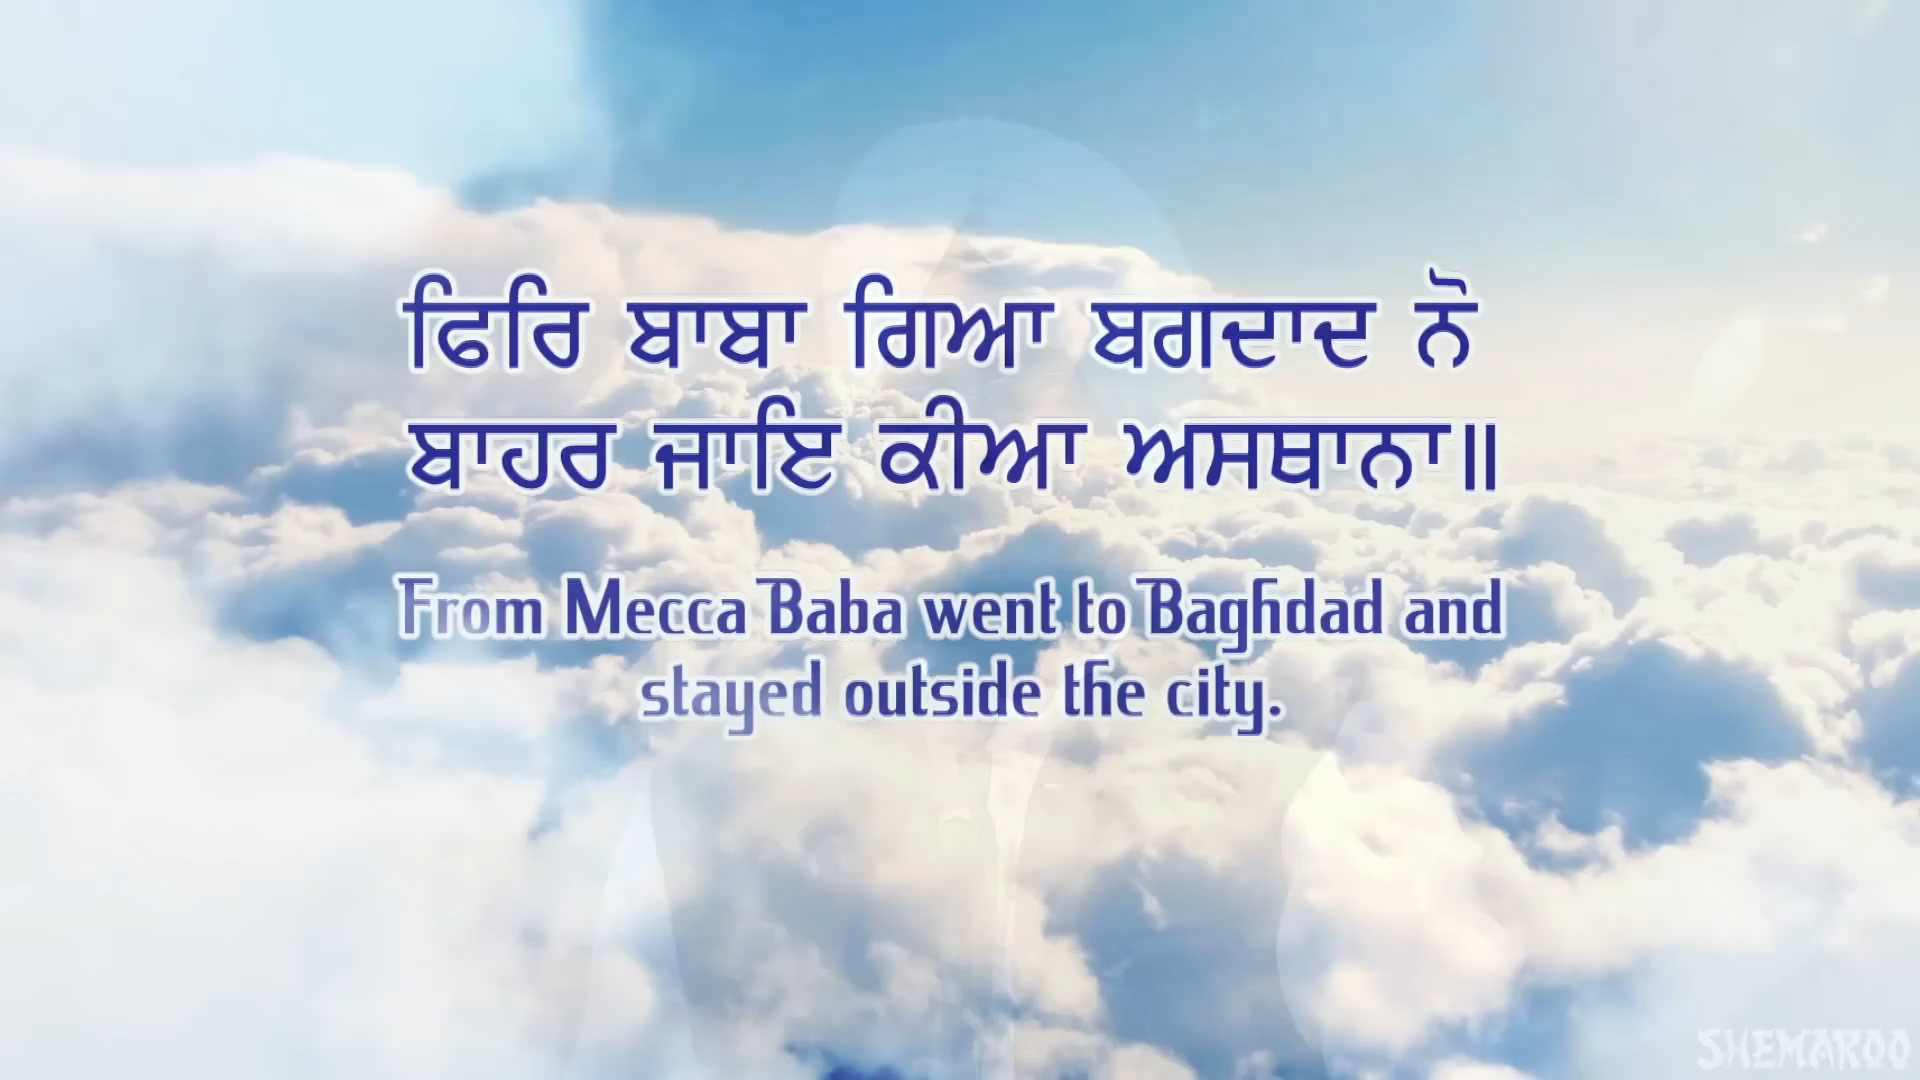 ਫਿਰਿ ਬਾਬਾ ਗਿਆ ਬਗਦਾਦ ਨੋ
ਬਾਹਰ ਜਾਇ ਕੀਆ ਅਸਥਾਨਾ॥
From Mecca Baba went to Baghdad and
stayed outside the city.
SHEMAROO